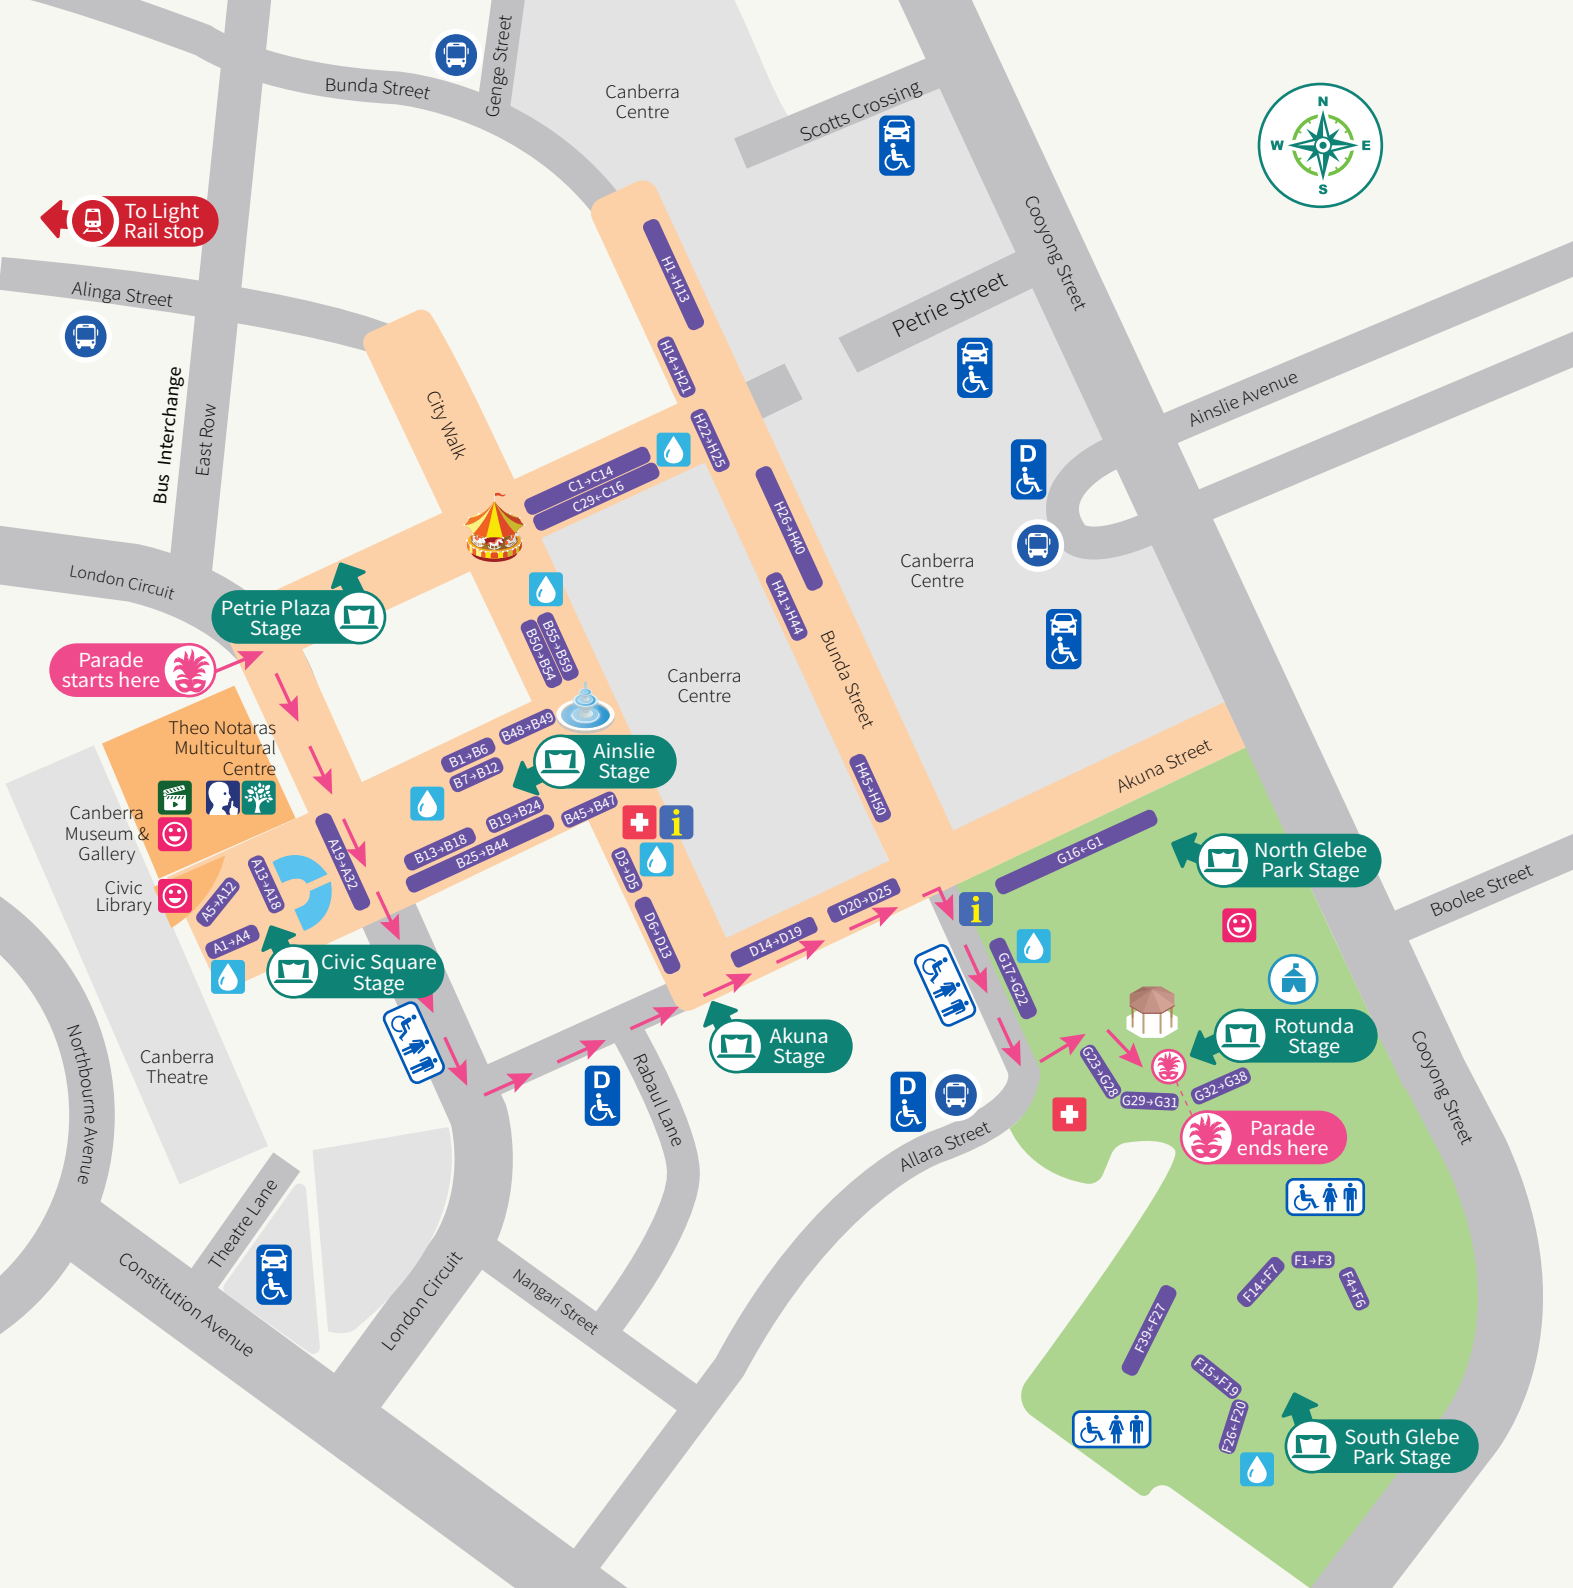 Genge Street
Bunda Street
Canberra
Centre
Scotts Crossing
N
W
E
S
To Light
Rail stop
Cooyong Street
Alinga Street
H1→H13
Petrie Street
H14→H21
Bus Interchange
East Row
City Walk
Ainslie Avenue
H22→H25
C1→C14
C29←C16
D
H26→H40
Canberra
Centre
London Circuit
Petrie Plaza
Stage
H41→H44
Parade
starts here
B50→B54
B55→B59
Bunda Street
Canberra
Centre
Theo Notaras
Multicultural
Centre
B48→B49
B1→B6
B7→B12
Ainslie
Stage
Akuna Street
H45→H50
Canberra
Museum &
Gallery
B19→B24
B45→B47
B13→B18
B25→B44
i
A19→A32
G16←G1
North Glebe
Park Stage
Civic
Library
A5→A12
A13→A18
D3→D5
D20→D25
i
Boolee Street
A1→A4
D6→D13
D14→D19
Civic Square
Stage
G17→G22
Northbourne Avenue
Canberra
Theatre
Akuna
Stage
Rotunda
Stage
Cooyong Street
D
Rabaul Lane
D
G23→G28
G29→G31
G32→G38
Allara Street
Parade
ends here
Theatre Lane
Constitution Avenue
London Circuit
Nangari Street
F1→F3
F14←F7
F4→F6
F39←F27
F15→F19
F26←F20
South Glebe
Park Stage